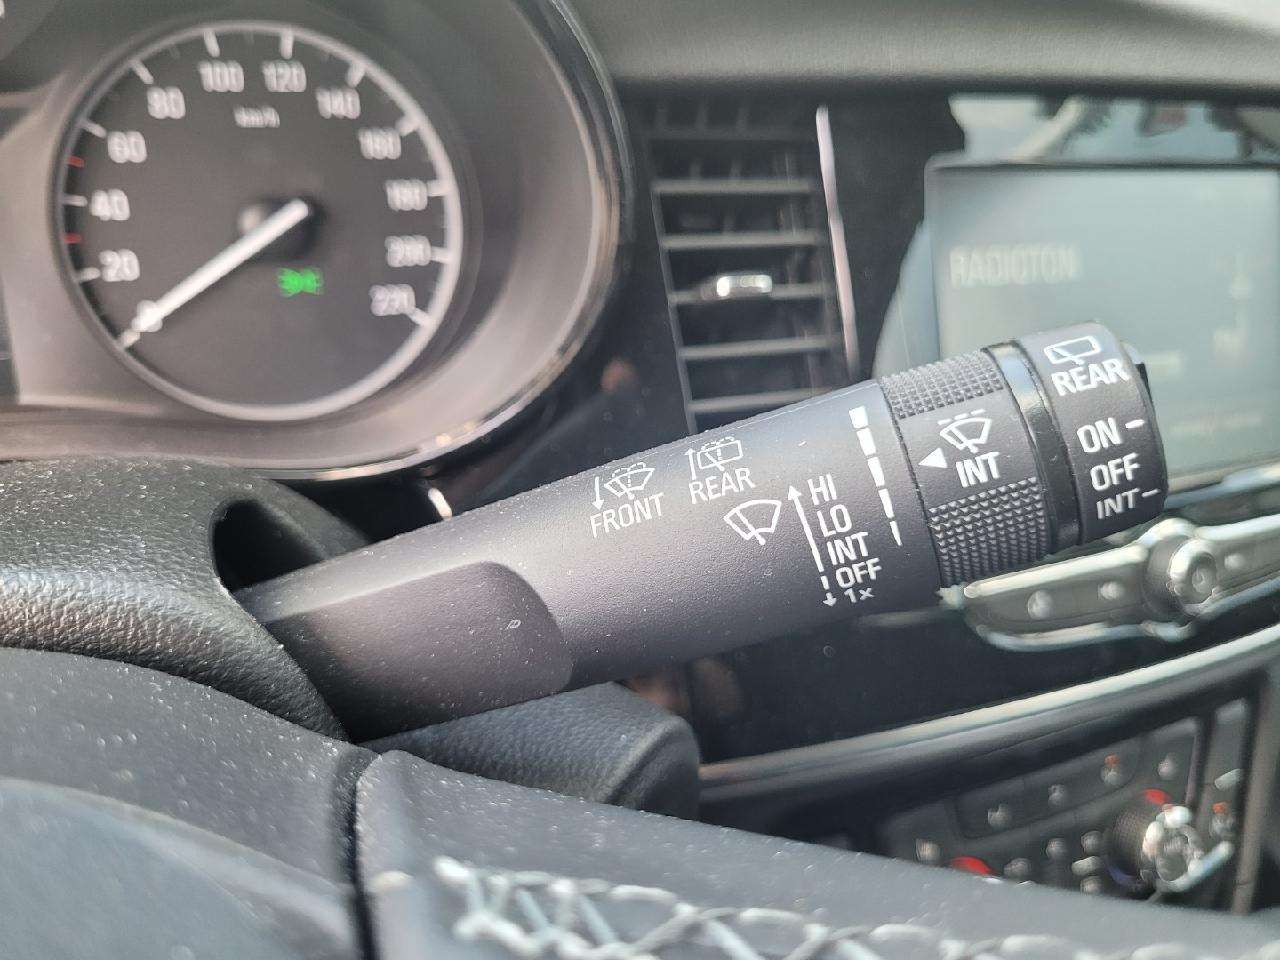 100
120
80
140
km/h
60
160
40
180
20
200
0
220
RADIOTON
REAR
ON
OFF
INT
INT
FRONT
REAR
HI
LO
INT
OFF
1x